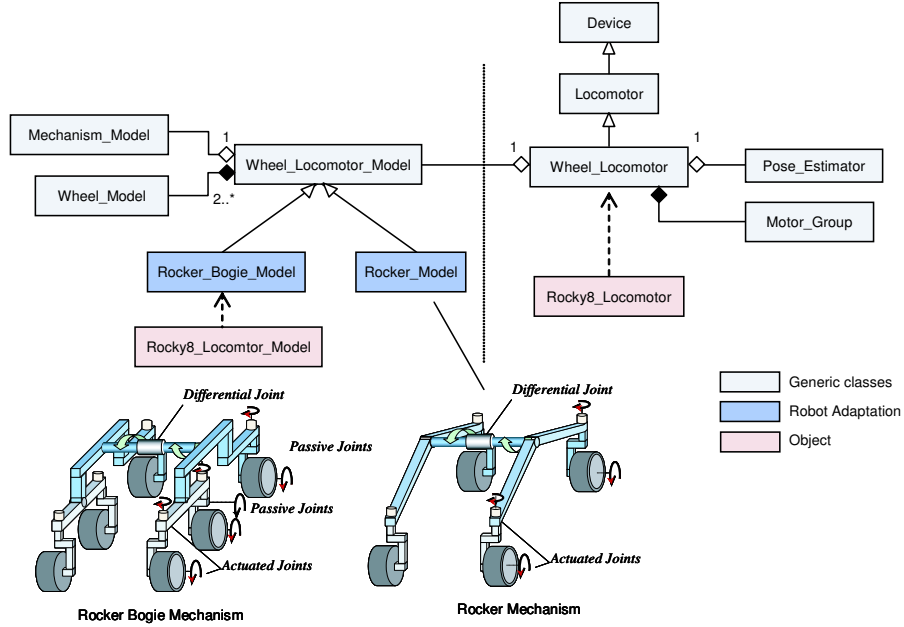 Device
Locomotor
Mechanism_Model
1
Wheel_Locomotor_Model
1
Wheel_Locomotor
1
Pose_Estimator
Wheel_Model
2..*
Motor_Group
Rocker_Bogie_Model
Rocker_Model
Rocky8_Locomotor
Rocky8_Locomtor_Model
Generic classes
Robot Adaptation
Object
Differential Joint
Passive Joints
Passive Joints
Actuated Joints
Rocker Bogie Mechanism
Differential Joint
Actuated Joints
Rocker Mechanism